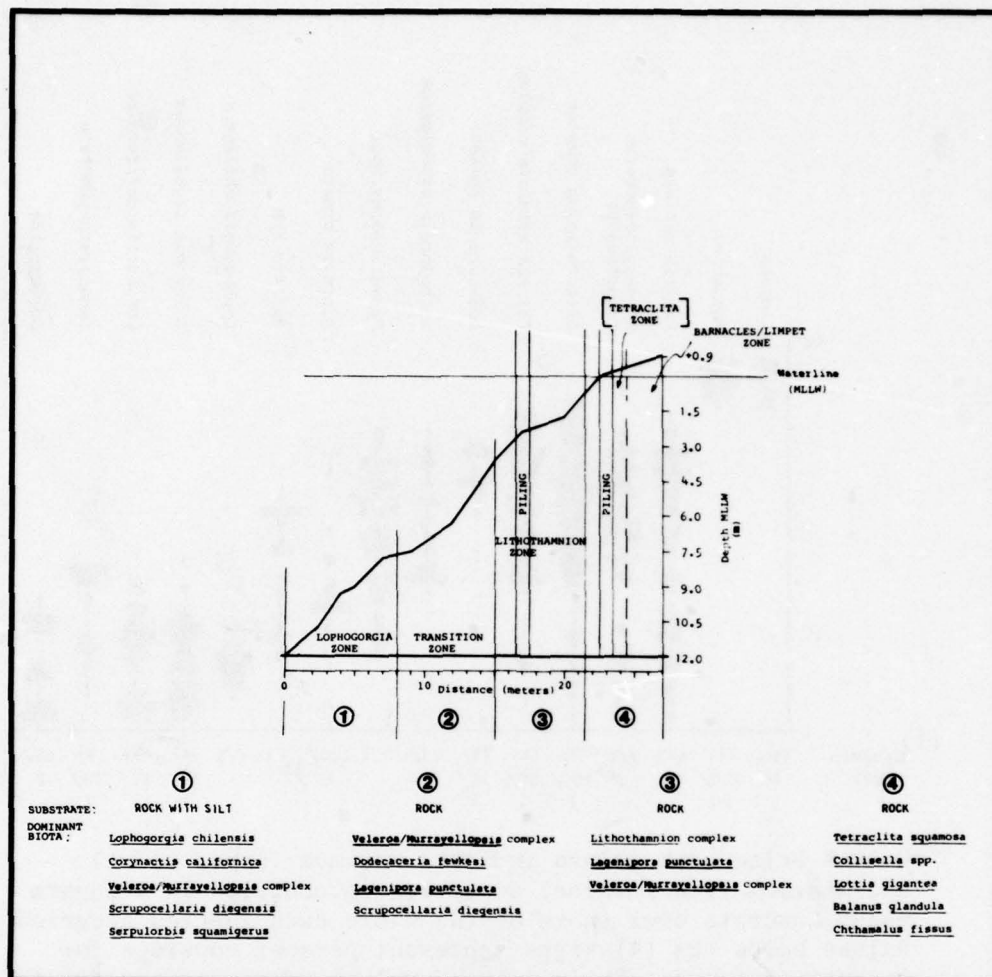 [TETRACLITA
ZONE]
BARNACLES/LIMPET
ZONE
+0.9
Waterline
(MLLW)
1.5
3.0
4.5
6.0
7.5
9.0
10.5
12.0
Depth MLLW
(m)
PILING
PILING
LITHOTHAMNION
ZONE
LOPHOGORGIA
ZONE
TRANSITION
ZONE
0 10 20
Distance (meters)
① ② ③ ④
① ② ③ ④
SUBSTRATE: ROCK WITH SILT ROCK ROCK ROCK
DOMINANT
BIOTA:
Lophogorgia chilensis Veleroa/Murrayellopsis complex Lithothamnion complex Tetraclita squamosa
Corynactis californica Dodecaceria fewkesi Lagenipora punctulata Collisella spp.
Veleroa/Murrayellopsis complex Lagenipora punctulata Veleroa/Murrayellopsis complex Lottia gigantea
Scrupocellaria diegensis Scrupocellaria diegensis Balanus glandula
Serpulorbis squamigerus Chthamalus fissus